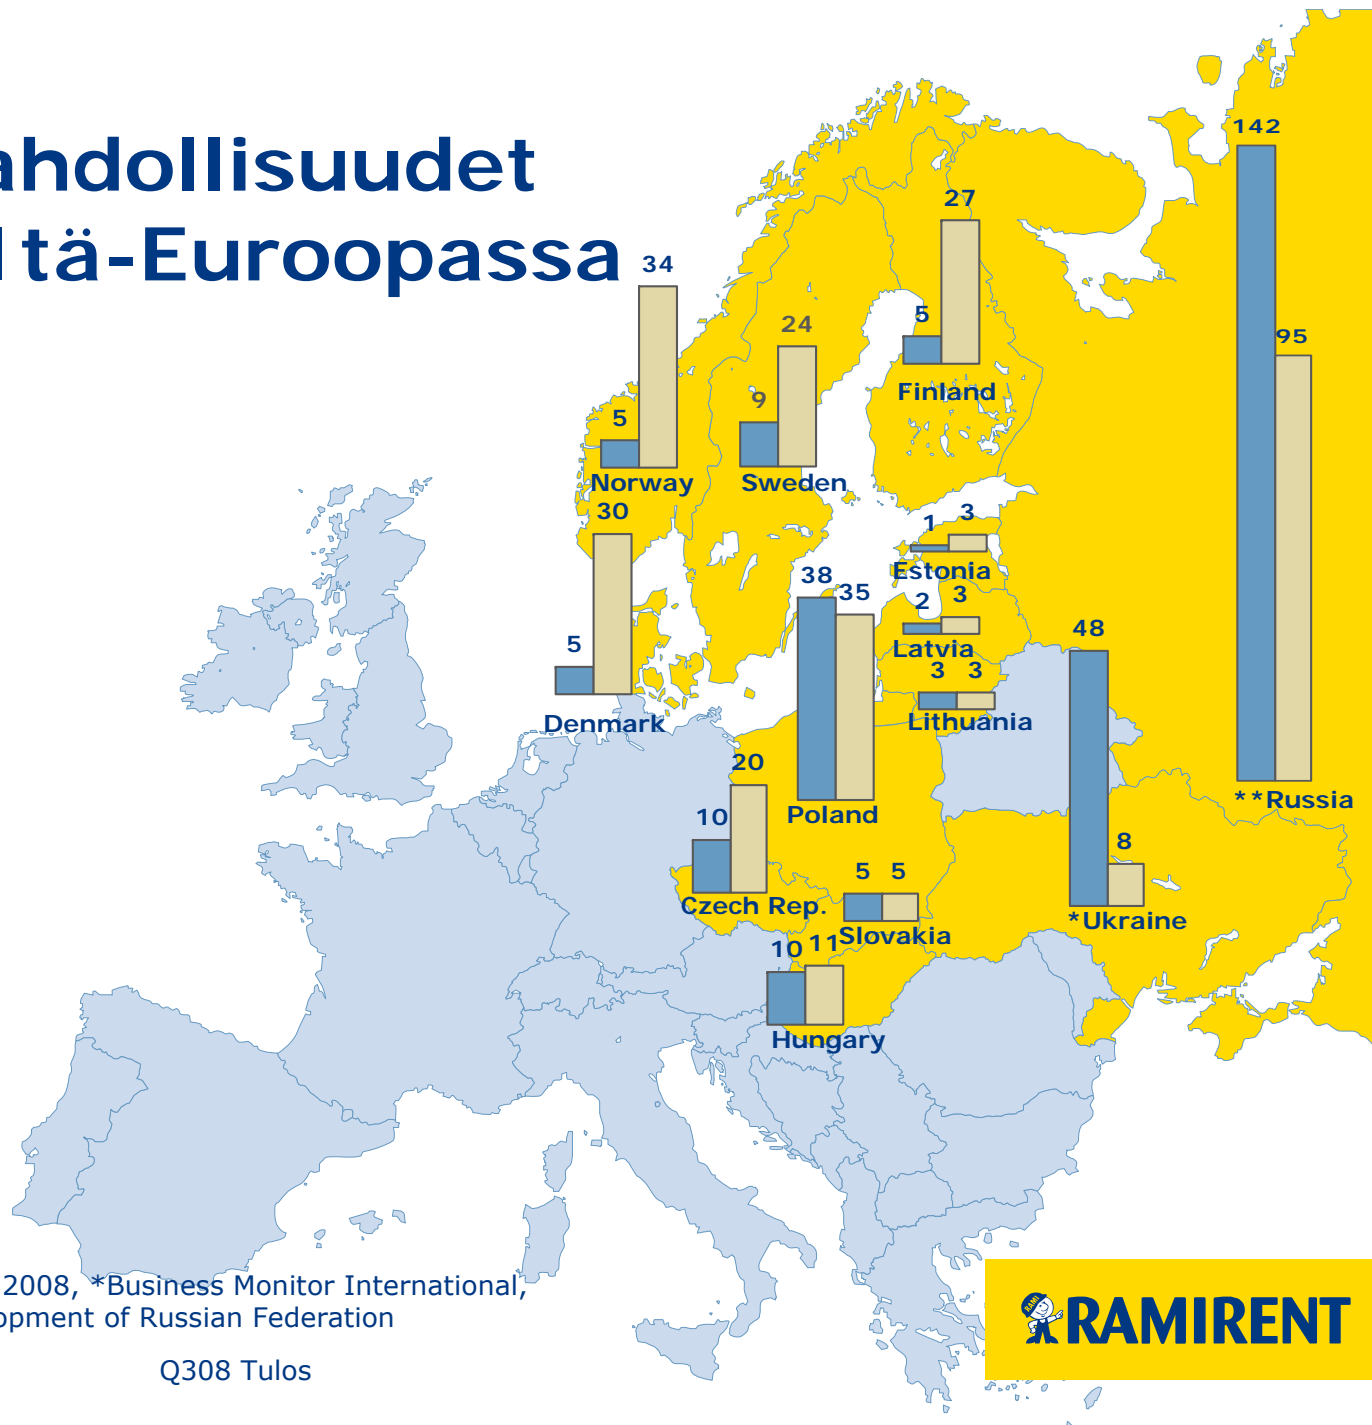 ahdollisuudet
ltä-Euroopassa
142
95
**Russia
27
5
Finland
34
5
Norway
24
9
Sweden
30
5
Denmark
1 3
Estonia
2 3
Latvia
3 3
Lithuania
38 35
Poland
48
8
*Ukraine
20
10
Czech Rep.
5 5
Slovakia
10 11
Hungary
2008, *Business Monitor International,
opment of Russian Federation
Q308 Tulos
RAMI
RAMIRENT